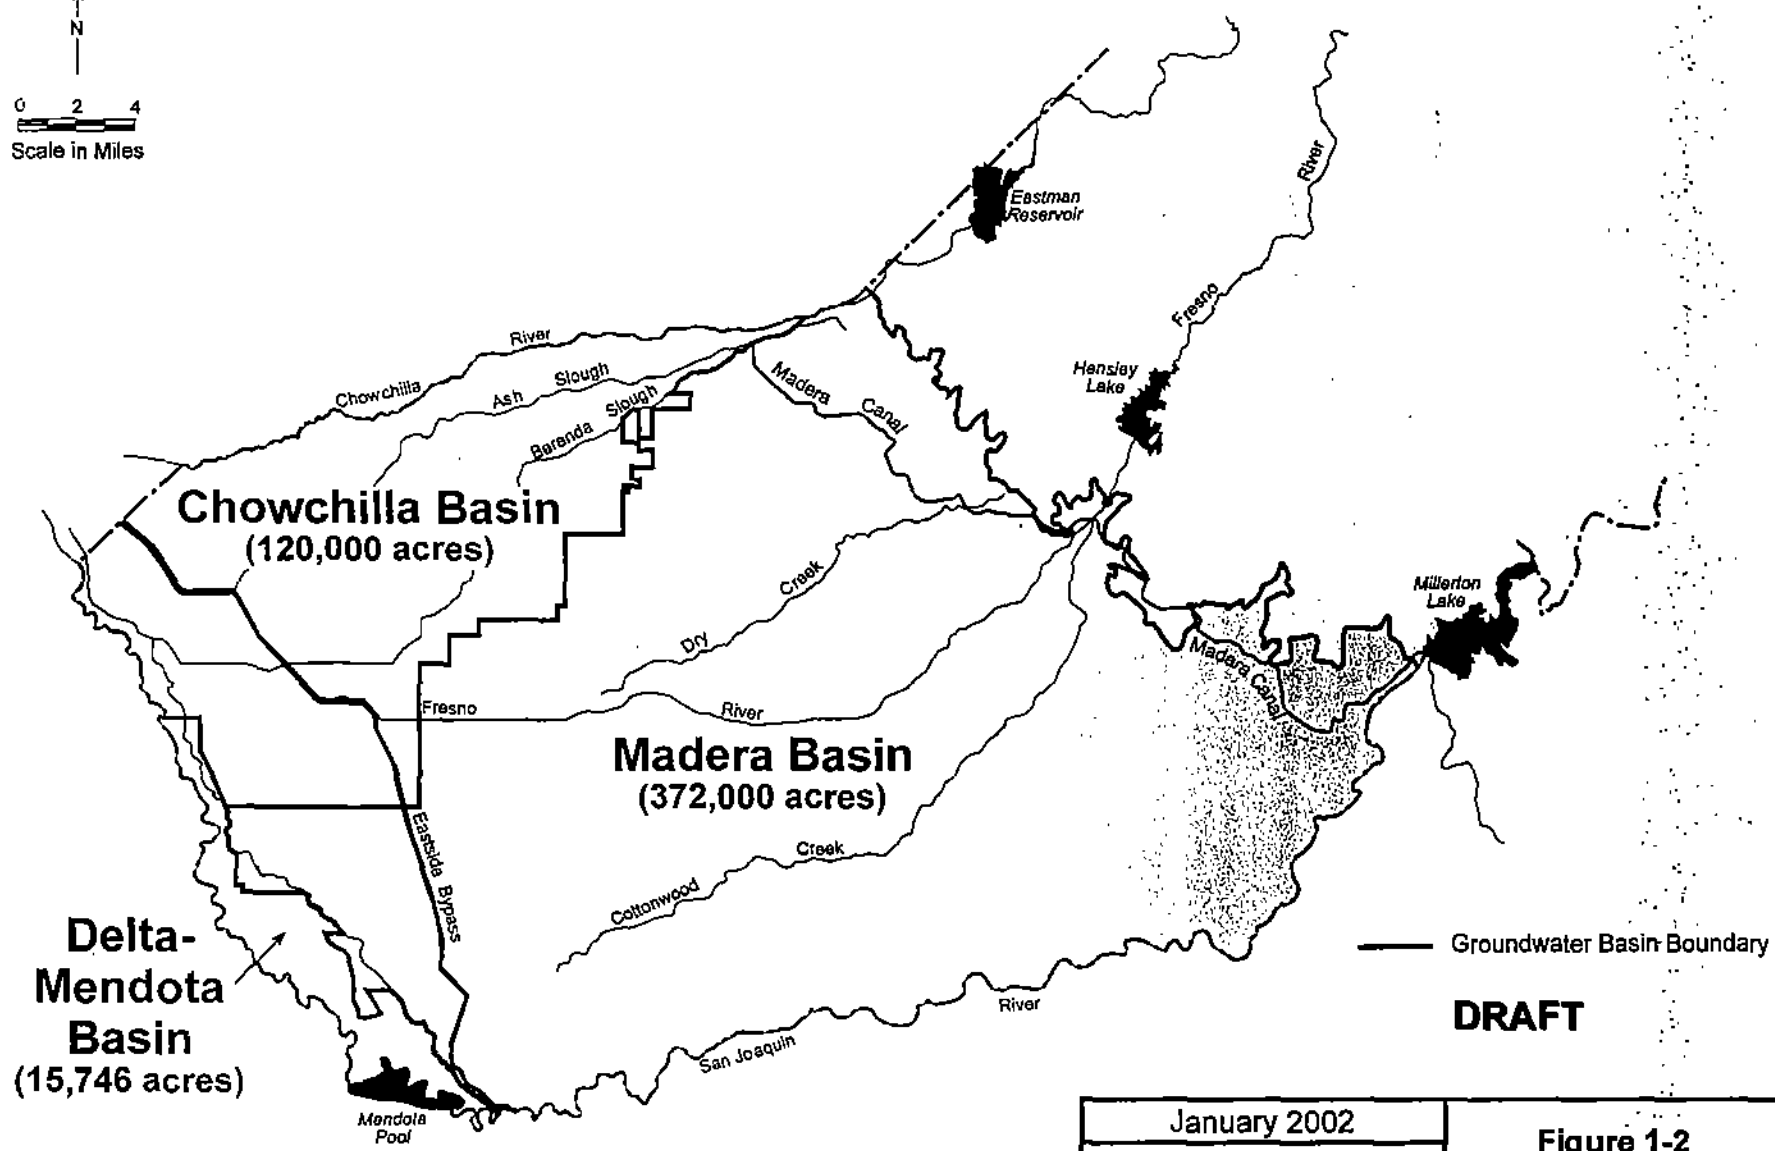 N
0 2 4
Scale in Miles
River
Eastman
Reservoir
Fresno
River
Chowchilla
Ash
Slough
Hensley
Lake
Madera
Canal
Berenda
Slough
Chowchilla Basin
(120,000 acres)
Creek
Millerton
Lake
Dry
Madera Canal
Fresno
River
Madera Basin
(372,000 acres)
Eastside Bypass
Creek
Cottonwood
Delta-
Mendota
Basin
(15,746 acres)
Groundwater Basin Boundary
River
DRAFT
San Joaquin
Mendota
Pool
January 2002
Figure 1-2